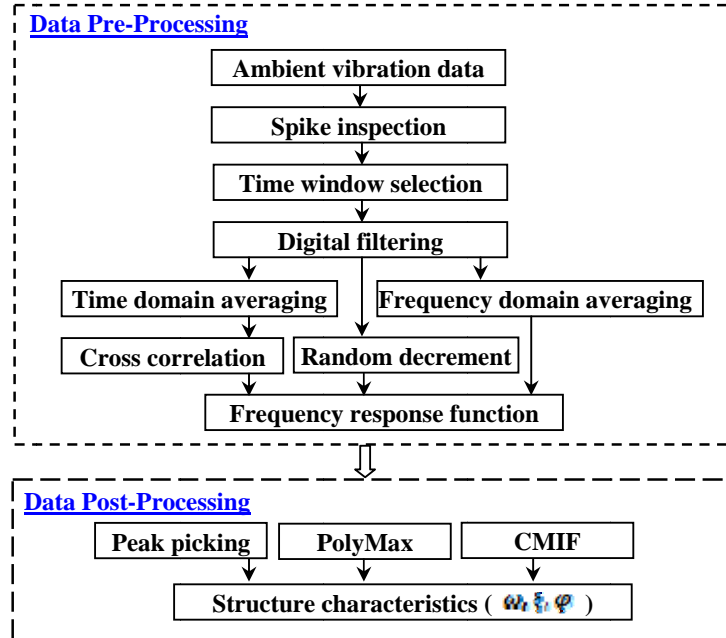 Data Pre-Processing
Ambient vibration data
Spike inspection
Time window selection
Digital filtering
Time domain averaging
Frequency domain averaging
Cross correlation
Random decrement
Frequency response function
Data Post-Processing
Peak picking
PolyMax
CMIF
Structure characteristics ( ω, ξ, φ )